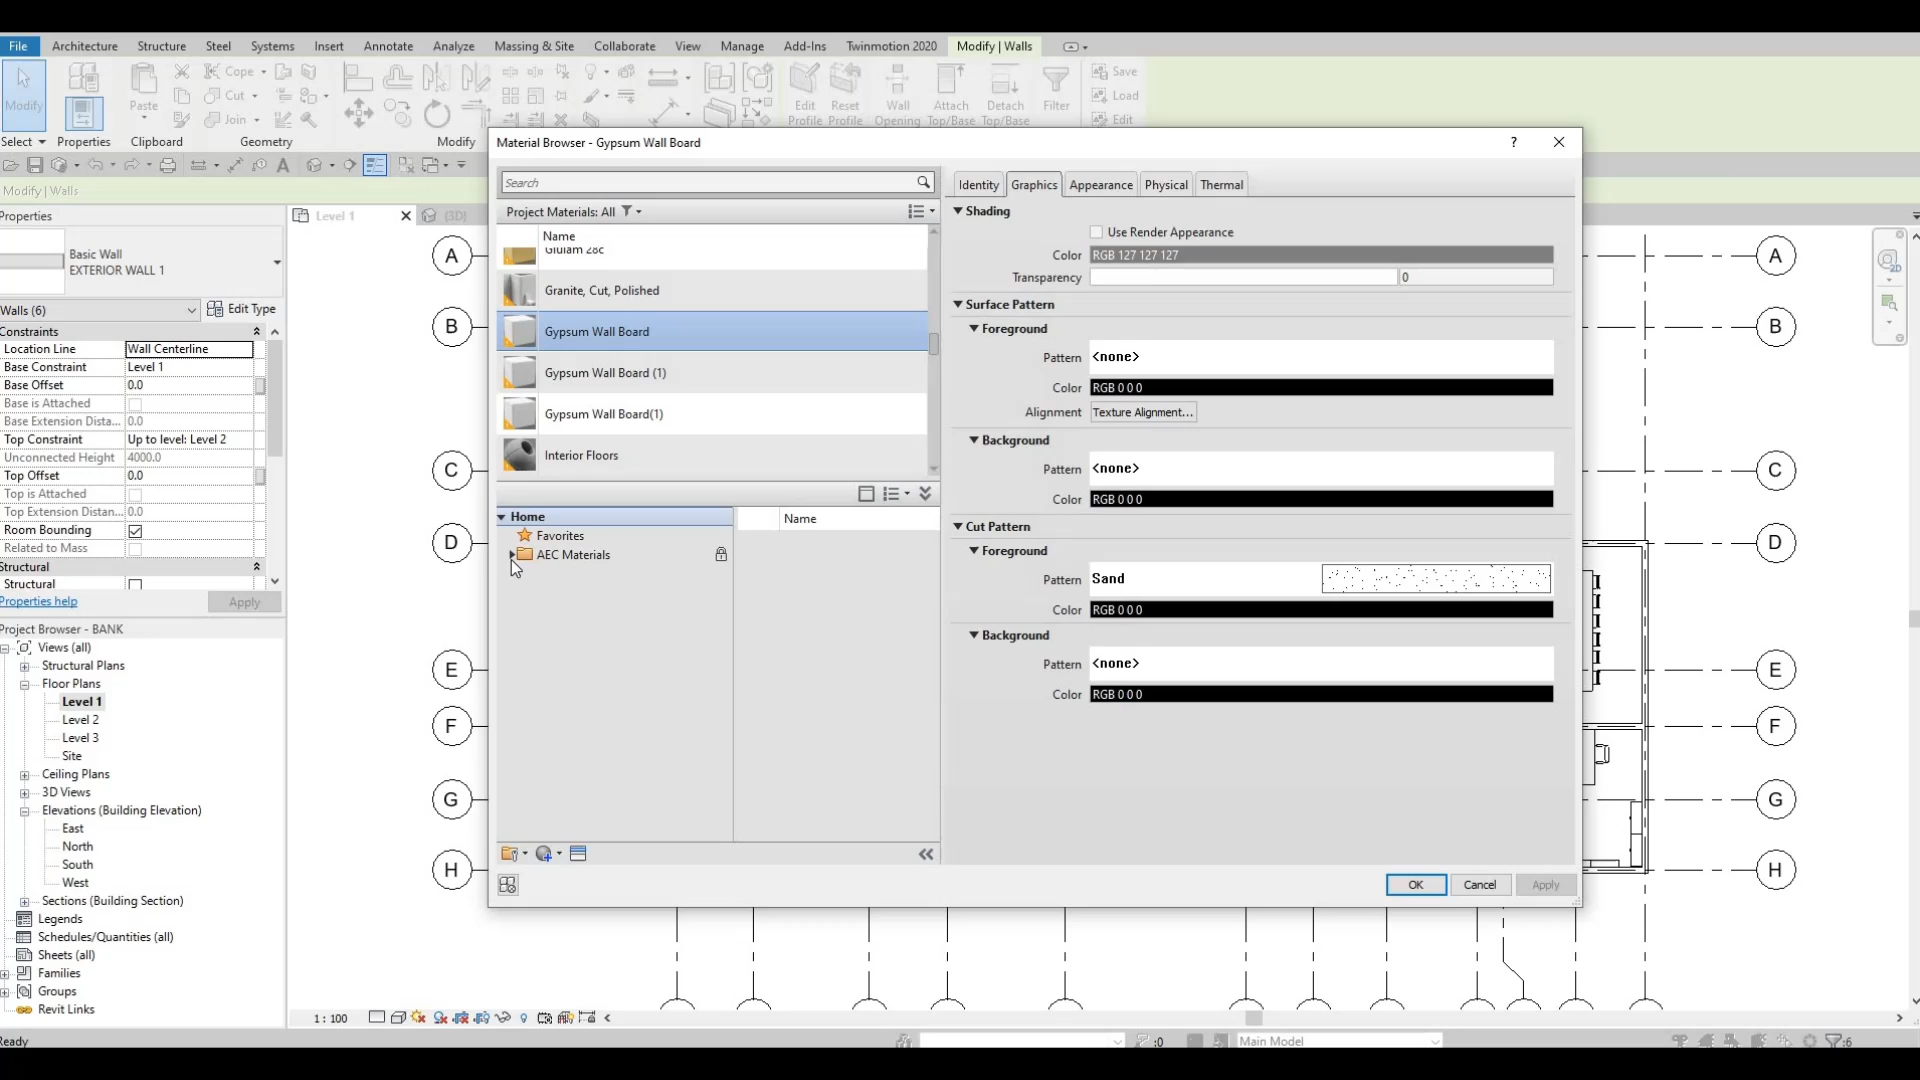 File Architecture Structure Steel Systems Insert Annotate Analyze Massing & Site Collaborate View Manage Add-Ins Twinmotion 2020 Modify | Walls
Modify Paste Cope Cut Join Edit Profile Reset Profile Wall Opening Attach Top/Base Detach Top/Base Filter Save Load Edit
Select Properties Clipboard Geometry Modify
Modify | Walls
Properties
Basic Wall
EXTERIOR WALL 1
Walls (6) Edit Type
Constraints
Location Line Wall Centerline
Base Constraint Level 1
Base Offset 0.0
Base is Attached
Base Extension Dista... 0.0
Top Constraint Up to level: Level 2
Unconnected Height 4000.0
Top Offset 0.0
Top is Attached
Top Extension Distan... 0.0
Room Bounding
Related to Mass
Structural
Structural
Properties help Apply
Project Browser - BANK
Views (all)
Structural Plans
Floor Plans
Level 1
Level 2
Level 3
Site
Ceiling Plans
3D Views
Elevations (Building Elevation)
East
North
South
West
Sections (Building Section)
Legends
Schedules/Quantities (all)
Sheets (all)
Families
Groups
Revit Links
Ready
Level 1 (3D)
A
B
C
D
E
F
G
H
Material Browser - Gypsum Wall Board ?
Search
Project Materials: All
Name
Glulam 28c
Granite, Cut, Polished
Gypsum Wall Board
Gypsum Wall Board (1)
Gypsum Wall Board(1)
Interior Floors
Home
Favorites
AEC Materials
Name
Identity Graphics Appearance Physical Thermal
Shading
Use Render Appearance
Color RGB 127 127 127
Transparency 0
Surface Pattern
Foreground
Pattern <none>
Color RGB 0 0 0
Alignment Texture Alignment...
Background
Pattern <none>
Color RGB 0 0 0
Cut Pattern
Foreground
Pattern Sand
Color RGB 0 0 0
Background
Pattern <none>
Color RGB 0 0 0
OK Cancel Apply
A
B
C
D
E
F
G
H
2D
1 : 100
:0 Main Model :6